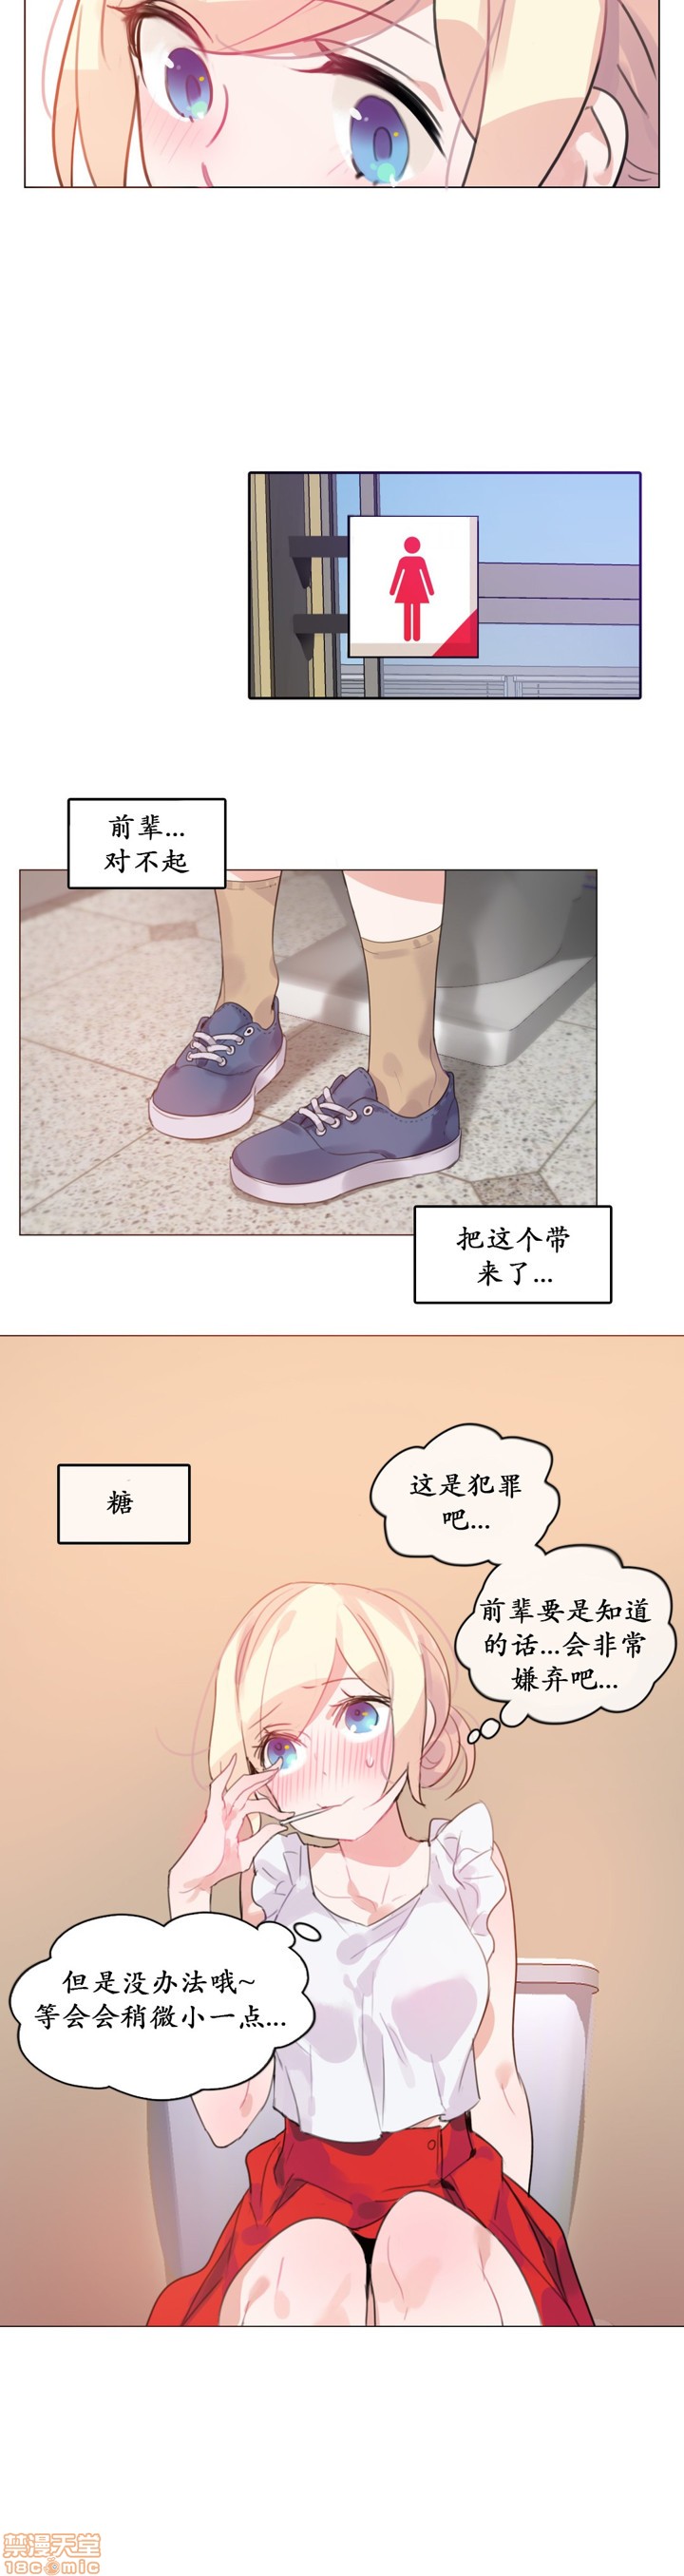 前辈...
对不起
把这个带
来了...
糖
这是犯罪
吧...
前辈要是知道
的话...会非常
嫌弃吧...
但是没办法哦~
等会会稍微小一点...
禁漫天堂
18comic